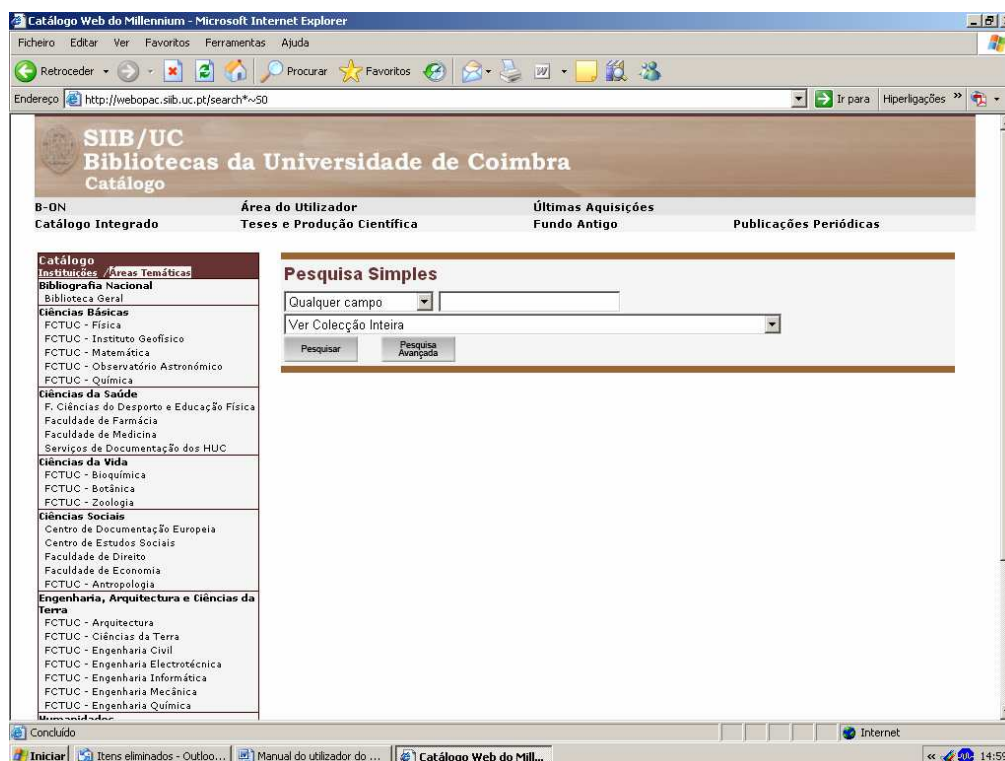 Catálogo Web do Millennium - Microsoft Internet Explorer
Ficheiro Editar Ver Favoritos Ferramentas Ajuda
Retroceder Procurar Favoritos
Endereço http://webopac.siib.uc.pt/search*~S0 Ir para Hiperligações »
SIIB/UC
Bibliotecas da Universidade de Coimbra
Catálogo
B-ON Área do Utilizador Últimas Aquisições
Catálogo Integrado Teses e Produção Científica Fundo Antigo Publicações Periódicas
Catálogo
Instituições /Áreas Temáticas
Bibliografia Nacional
Biblioteca Geral
Ciências Básicas
FCTUC - Física
FCTUC - Instituto Geofísico
FCTUC - Matemática
FCTUC - Observatório Astronómico
FCTUC - Química
Ciências da Saúde
F. Ciências do Desporto e Educação Física
Faculdade de Farmácia
Faculdade de Medicina
Serviços de Documentação dos HUC
Ciências da Vida
FCTUC - Bioquímica
FCTUC - Botânica
FCTUC - Zoologia
Ciências Sociais
Centro de Documentação Europeia
Centro de Estudos Sociais
Faculdade de Direito
Faculdade de Economia
FCTUC - Antropologia
Engenharia, Arquitectura e Ciências da
Terra
FCTUC - Arquitectura
FCTUC - Ciências da Terra
FCTUC - Engenharia Civil
FCTUC - Engenharia Electrotécnica
FCTUC - Engenharia Informática
FCTUC - Engenharia Mecânica
FCTUC - Engenharia Química
Humanidades
Pesquisa Simples
Qualquer campo
Ver Colecção Inteira
Pesquisar Pesquisa
Avançada
Concluído Internet
Iniciar Itens eliminados - Outloo... Manual do utilizador do ... Catálogo Web do Mill... « 14:59